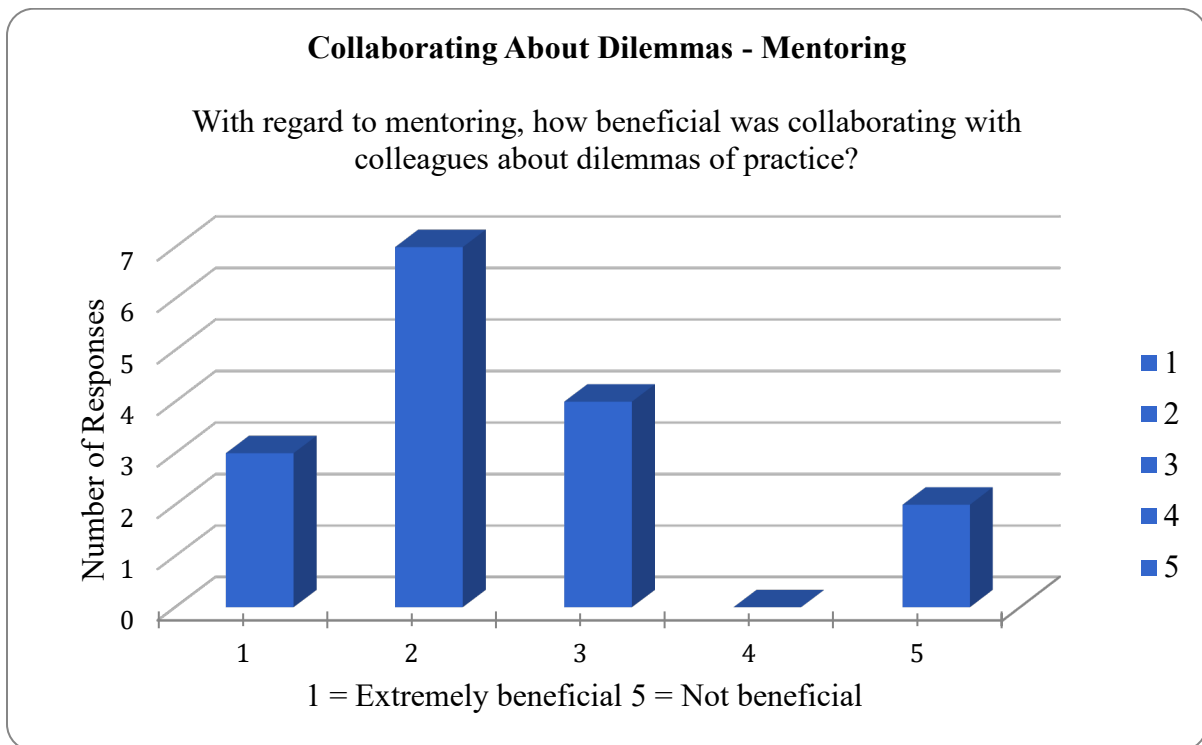 Collaborating About Dilemmas - Mentoring
With regard to mentoring, how beneficial was collaborating with
colleagues about dilemmas of practice?
Number of Responses
7
6
5
4
3
2
1
0
1 2 3 4 5
1 = Extremely beneficial 5 = Not beneficial
1
2
3
4
5